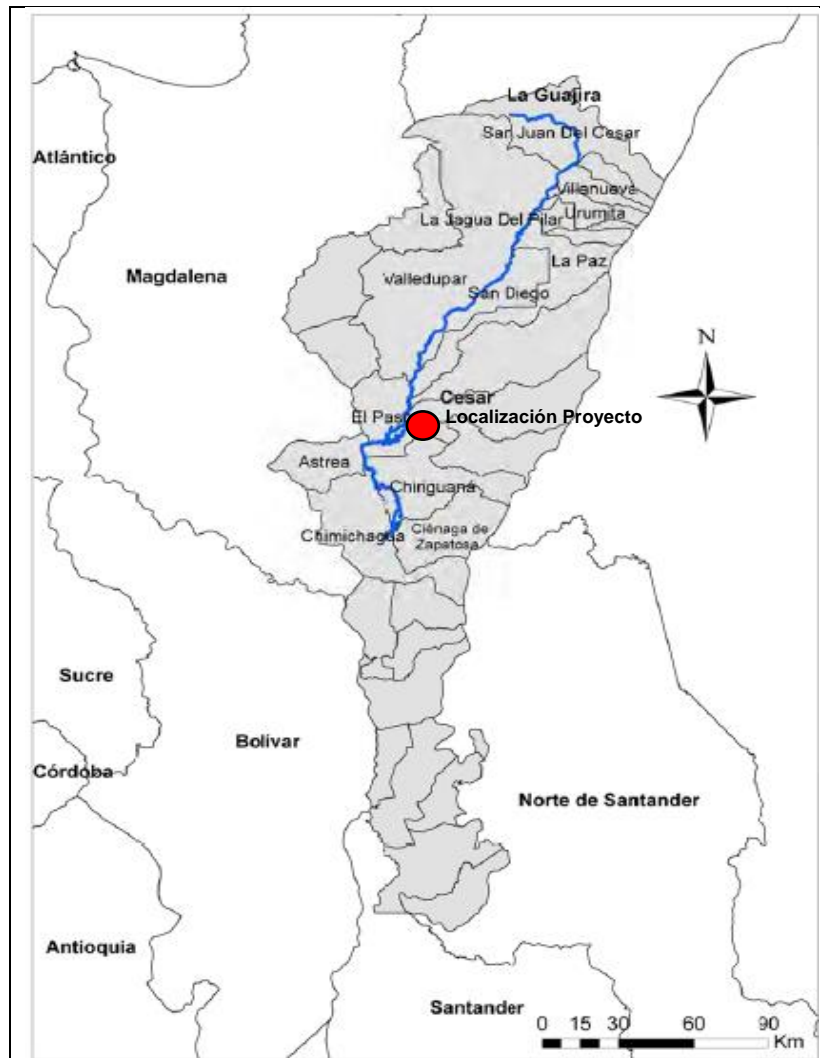 La Guajira
San Juan Del Cesar
Atlántico
Villanueva
La Jagua Del Pilar
Urumita
La Paz
Magdalena
Valledupar
San Diego
N
Cesar
El Paso
Localización Proyecto
Astrea
Chiriguaná
Chimichagua
Ciénaga de
Zapatosa
Sucre
Bolívar
Córdoba
Norte de Santander
Antioquia
Santander
0 15 30 60 90
Km